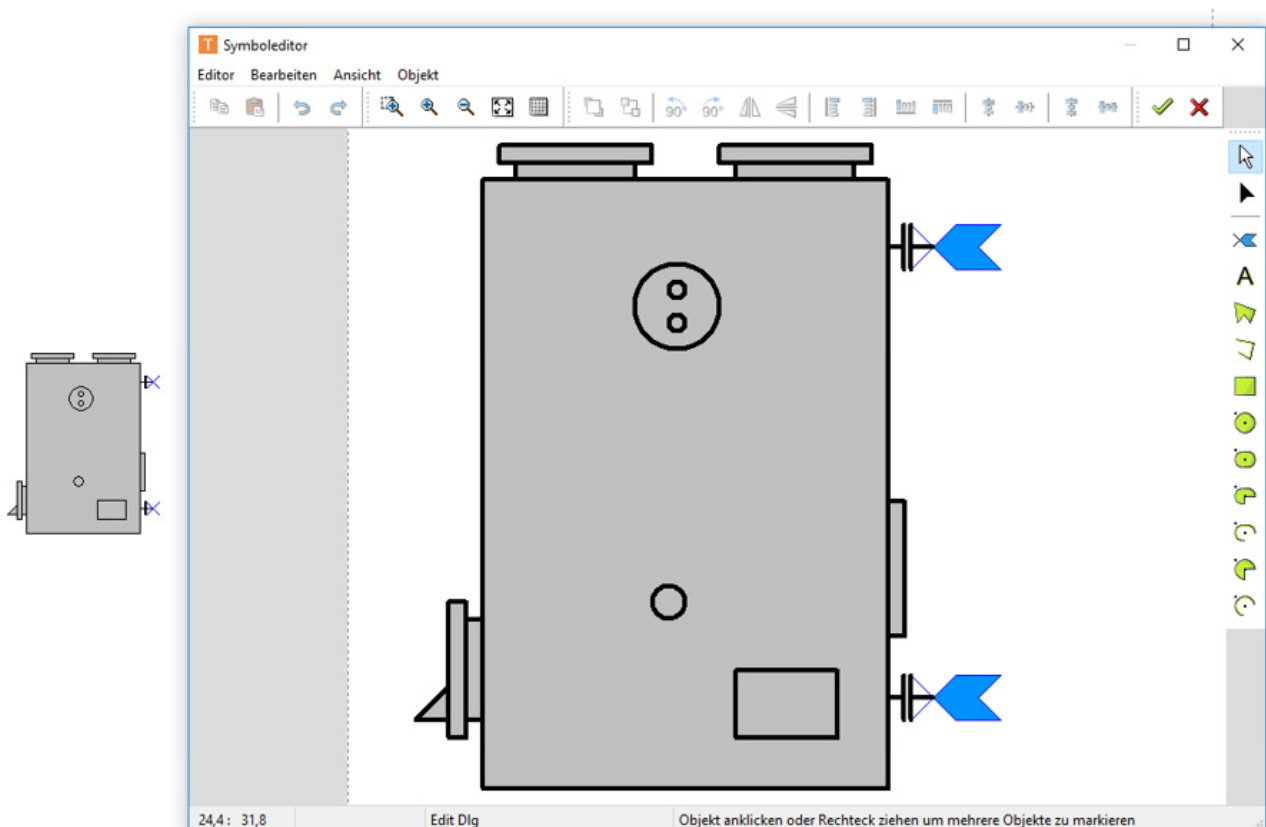 T Symboleditor
Editor Bearbeiten Ansicht Objekt
90° 90°
A
24,4 : 31,8 Edit Dlg Objekt anklicken oder Rechteck ziehen um mehrere Objekte zu markieren